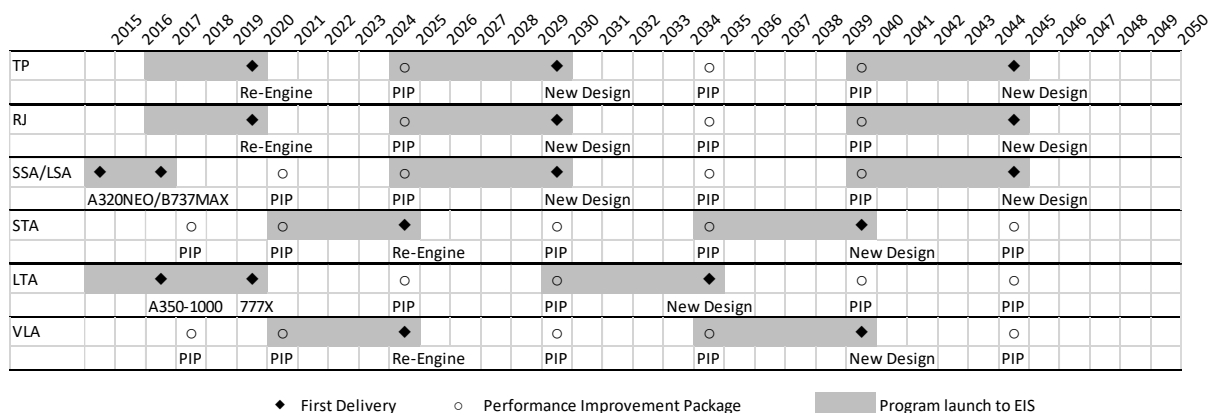 2015 2016 2017 2018 2019 2020 2021 2022 2023 2024 2025 2026 2027 2028 2029 2030 2031 2032 2033 2034 2035 2036 2037 2038 2039 2040 2041 2042 2043 2044 2045 2046 2047 2048 2049 2050
TP
Re-Engine PIP New Design PIP PIP New Design
RJ
Re-Engine PIP New Design PIP PIP New Design
SSA/LSA
A320NEO/B737MAX PIP PIP New Design PIP PIP New Design
STA
PIP PIP Re-Engine PIP PIP New Design PIP
LTA
A350-1000 777X PIP PIP New Design PIP PIP
VLA
PIP PIP Re-Engine PIP PIP New Design PIP
First Delivery Performance Improvement Package Program launch to EIS